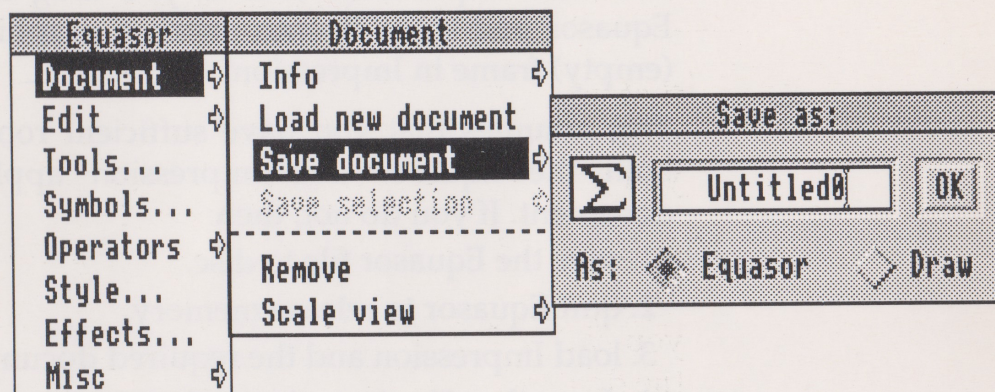 Equasor
Document
Edit
Tools...
Symbols...
Operators
Style...
Effects...
Misc
Document
Info
Load new document
Save document
Save selection
Remove
Scale view
Save as:
Σ
Untitled0
OK
As: Equasor Draw